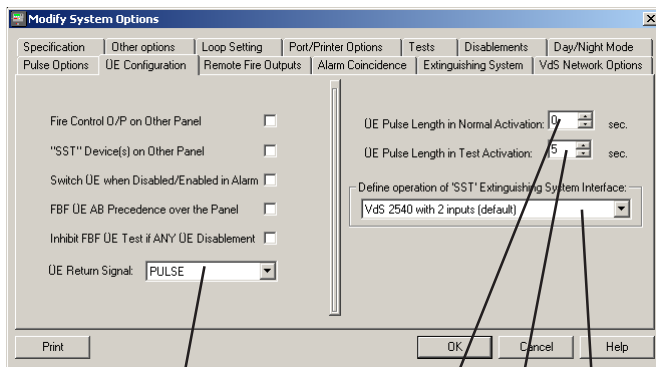 Modify System Options
Specification Other options Loop Setting Port/Printer Options Tests Disablements Day/Night Mode
Pulse Options ÜE Configuration Remote Fire Outputs Alarm Coincidence Extinguishing System VdS Network Options
Fire Control O/P on Other Panel
"SST" Device(s) on Other Panel
Switch ÜE when Disabled/Enabled in Alarm
FBF ÜE AB Precedence over the Panel
Inhibit FBF ÜE Test if ANY ÜE Disablement
ÜE Return Signal: PULSE
ÜE Pulse Length in Normal Activation: 0 sec.
ÜE Pulse Length in Test Activation: 5 sec.
Define operation of 'SST' Extinguishing System Interface:
VdS 2540 with 2 inputs (default)
Print OK Cancel Help